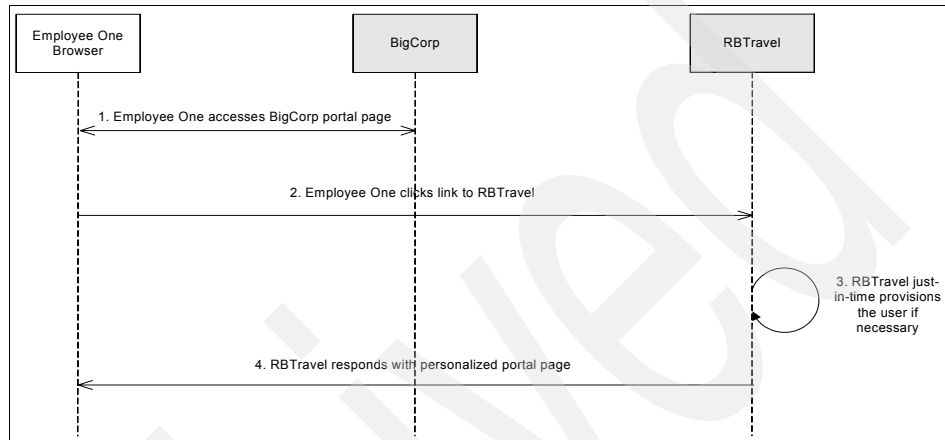 Employee One
Browser
BigCorp
RBTravel
1. Employee One accesses BigCorp portal page
2. Employee One clicks link to RBTravel
3. RBTravel just-
in-time provisions
the user if
necessary
4. RBTravel responds with personalized portal page